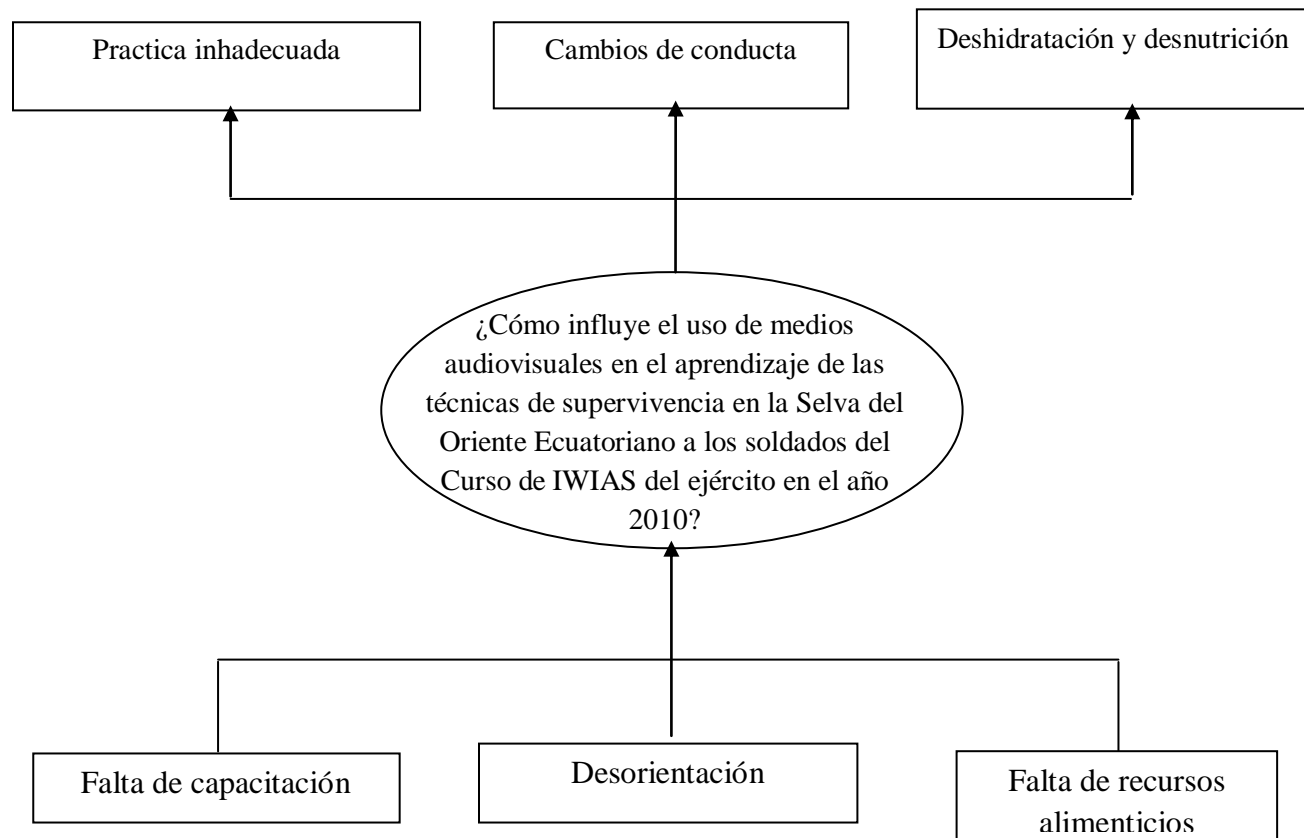 Practica inhadecuada
Cambios de conducta
Deshidratación y desnutrición
¿Cómo influye el uso de medios
audiovisuales en el aprendizaje de las
técnicas de supervivencia en la Selva del
Oriente Ecuatoriano a los soldados del
Curso de IWIAS del ejército en el año
2010?
Falta de capacitación
Desorientación
Falta de recursos
alimenticios